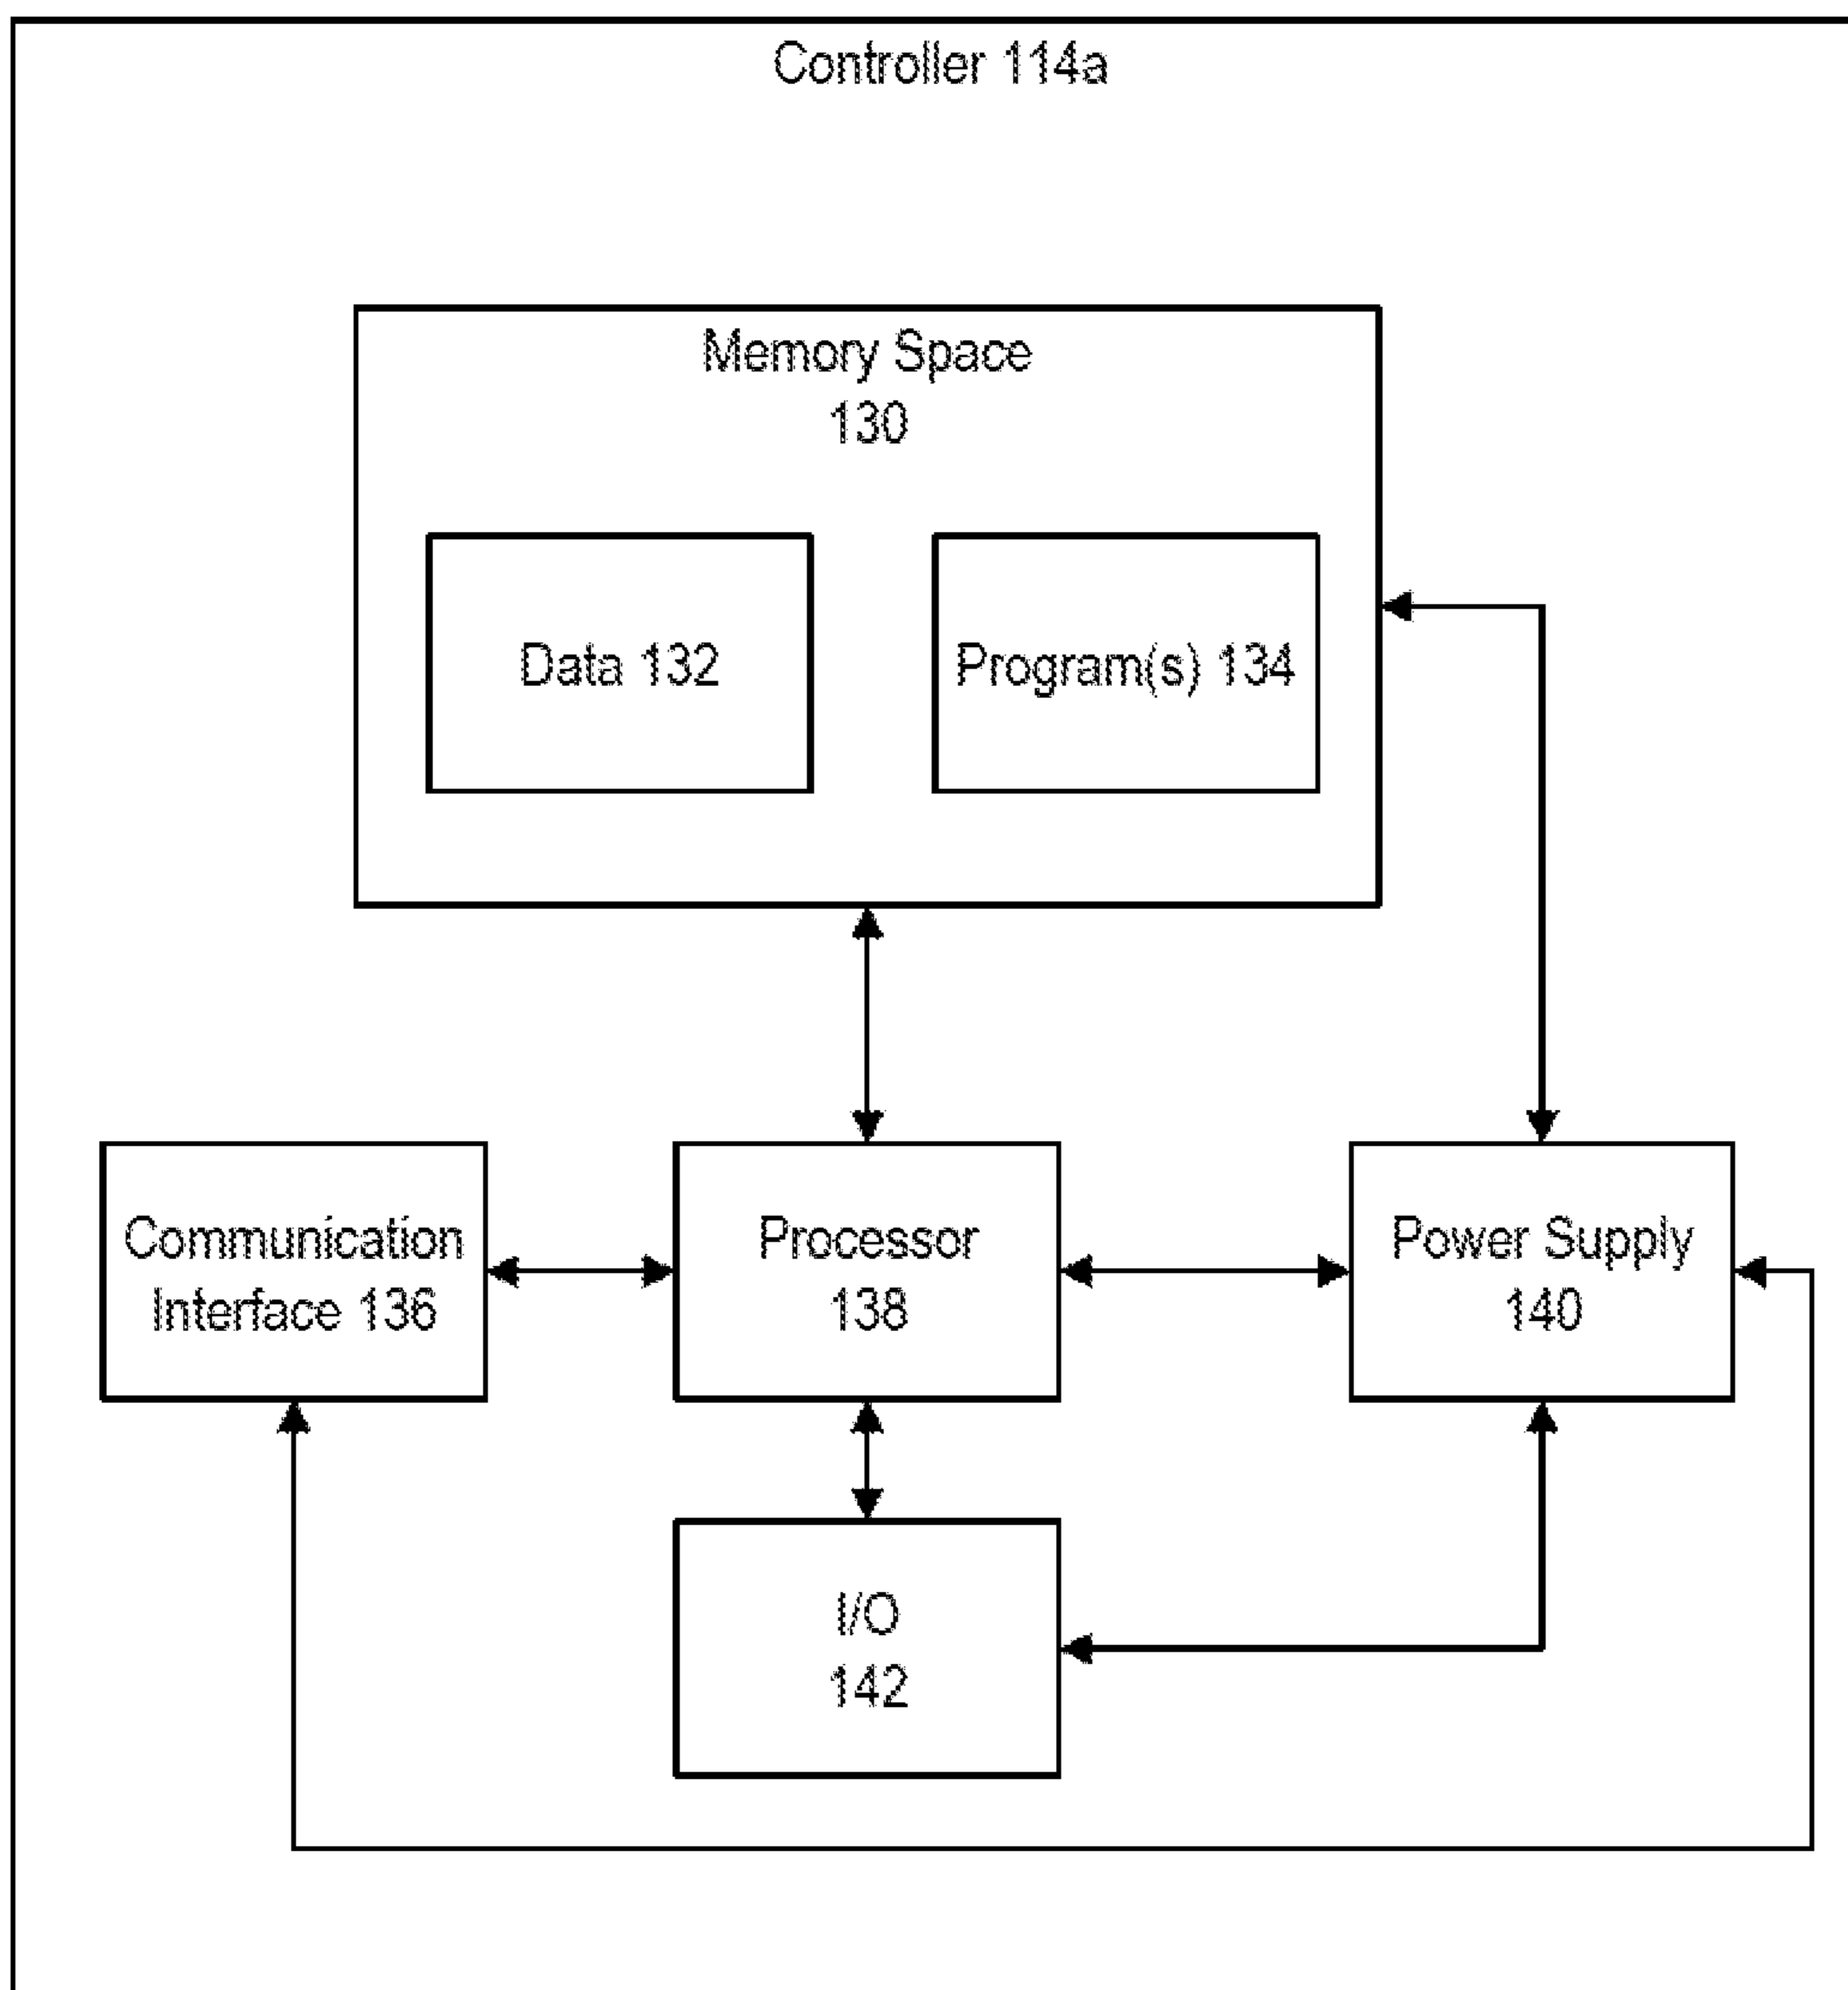 Controller 114a
Memory Space
130
Data 132
Program(s) 134
Communication
Interface 136
Processor
138
Power Supply
140
I/O
142